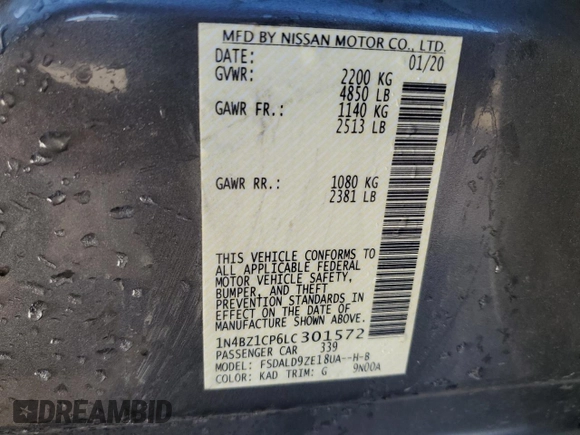 MFD BY NISSAN MOTOR CO., LTD.
DATE: 01/20
GVWR: 2200 KG
4850 LB
GAWR FR.: 1140 KG
2513 LB
GAWR RR.: 1080 KG
2381 LB
THIS VEHICLE CONFORMS TO
ALL APPLICABLE FEDERAL
MOTOR VEHICLE SAFETY,
BUMPER, AND THEFT
PREVENTION STANDARDS IN
EFFECT ON THE DATE OF
MANUFACTURE SHOWN ABOVE.
1N4BZ1CP6LC301572
PASSENGER CAR 339
MODEL: FSDALD9ZE18UA--H-B
COLOR: KAD TRIM: G 9N00A
DREAMBID